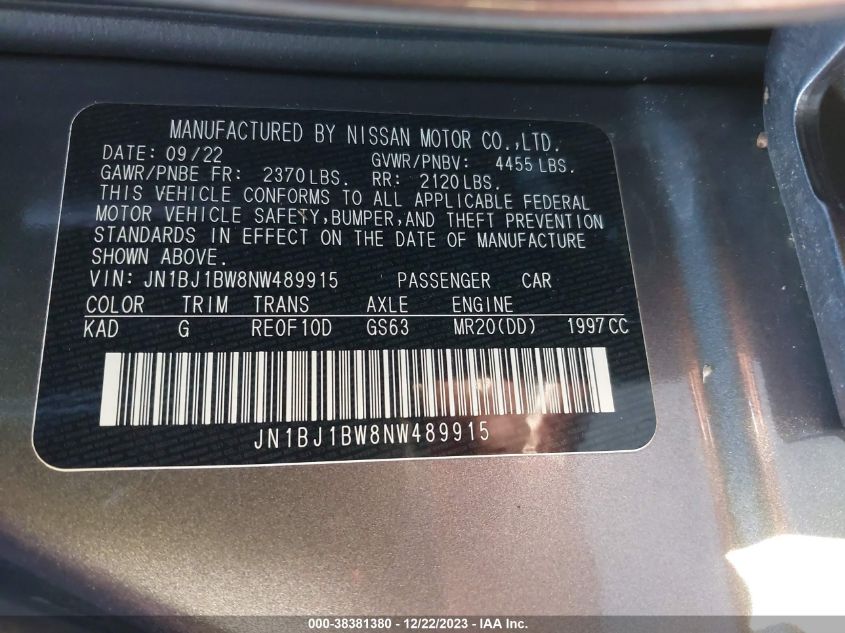 MANUFACTURED BY NISSAN MOTOR CO.,LTD.
DATE: 09/22 GVWR/PNBV: 4455 LBS.
GAWR/PNBE FR: 2370LBS. RR: 2120LBS.
THIS VEHICLE CONFORMS TO ALL APPLICABLE FEDERAL
MOTOR VEHICLE SAFETY,BUMPER,AND THEFT PREVENTION
STANDARDS IN EFFECT ON THE DATE OF MANUFACTURE
SHOWN ABOVE.
VIN: JN1BJ1BW8NW489915 PASSENGER CAR
COLOR TRIM TRANS AXLE ENGINE
KAD G RE0F10D GS63 MR20(DD) 1997CC
JN1BJ1BW8NW489915
000-38381380 - 12/22/2023 - IAA Inc.